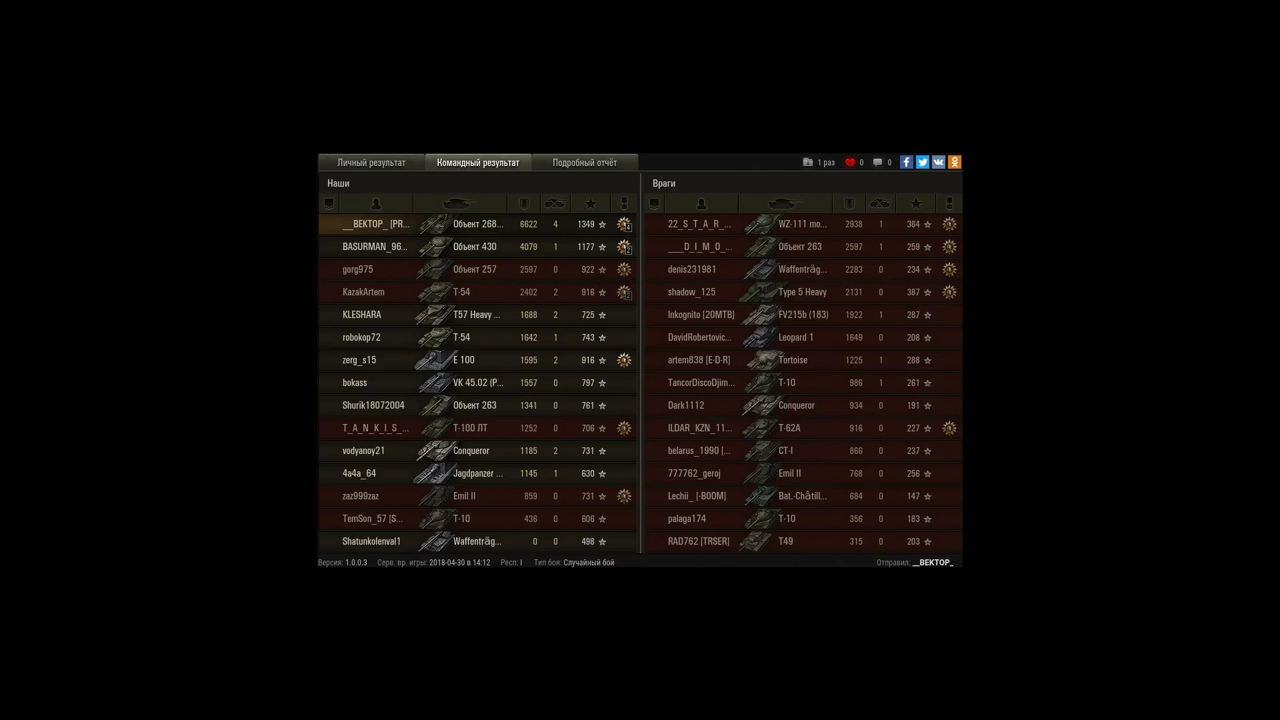 Личный результат Командный результат Подробный отчёт 1 раз 0 0
Наши Враги
__ВЕКТОР_ [PR... Объект 268... 6622 4 1349 4 22_S_T_A_R_... WZ-111 mo... 2938 1 364
BASURMAN_96... Объект 430 4079 1 1177 2 ___D_I_M_O_... Объект 263 2597 1 259
gorg975 Объект 257 2597 0 922 denis231981 Waffenträg... 2283 0 234
KazakArtem Т-54 2402 2 816 2 shadow_125 Type 5 Heavy 2131 0 387
KLESHARA T57 Heavy ... 1688 2 725 Inkognito [20MTB] FV215b (183) 1922 1 287
robokop72 Т-54 1642 1 743 DavidRobertovic... Leopard 1 1649 0 208
zerg_s15 E 100 1595 2 916 artem838 [E-D-R] Tortoise 1225 1 288
bokass VK 45.02 (P... 1557 0 797 TancorDiscoDjim... Т-10 986 1 261
Shurik18072004 Объект 263 1341 0 761 Dark1112 Conqueror 934 0 191
T_A_N_K_I_S_... Т-100 ЛТ 1252 0 706 ILDAR_KZN_11... Т-62А 916 0 227
vodyanoy21 Conqueror 1185 2 731 belarus_1990 [... СТ-I 866 0 237
4a4a_64 Jagdpanzer ... 1145 1 630 777762_geroj Emil II 768 0 256
zaz999zaz Emil II 859 0 731 Lechii_ [-BOOM] Bat.-Châtill... 684 0 147
TemSon_57 [S... Т-10 436 0 606 palaga174 Т-10 356 0 183
Shatunkolenval1 Waffenträg... 0 0 498 RAD762 [TRSER] T49 315 0 203
Версия: 1.0.0.3 Серв. вр. игры: 2018-04-30 в 14:12 Респ: I Тип боя: Случайный бой Отправил: __ВЕКТОР_